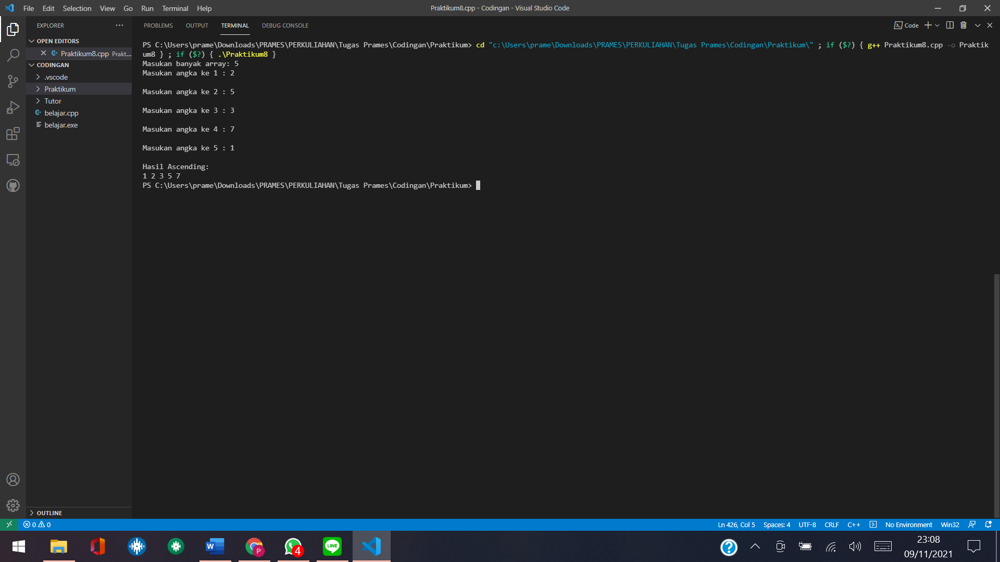 File Edit Selection View Go Run Terminal Help
Praktikum8.cpp - Codingan - Visual Studio Code
EXPLORER
OPEN EDITORS
Praktikum8.cpp Prakt...
CODINGAN
.vscode
Praktikum
Tutor
belajar.cpp
belajar.exe
OUTLINE
PROBLEMS OUTPUT TERMINAL DEBUG CONSOLE
Code
PS C:\Users\prame\Downloads\PRAMES\PERKULIAHAN\Tugas Prames\Codingan\Praktikum> cd "c:\Users\prame\Downloads\PRAMES\PERKULIAHAN\Tugas Prames\Codingan\Praktikum\" ; if ($?) { g++ Praktikum8.cpp -o Praktik
um8 } ; if ($?) { .\Praktikum8 }
Masukan banyak array: 5
Masukan angka ke 1 : 2
Masukan angka ke 2 : 5
Masukan angka ke 3 : 3
Masukan angka ke 4 : 7
Masukan angka ke 5 : 1
Hasil Ascending:
1 2 3 5 7
PS C:\Users\prame\Downloads\PRAMES\PERKULIAHAN\Tugas Prames\Codingan\Praktikum>
0 0
Ln 426, Col 5 Spaces: 4 UTF-8 CRLF C++ No Environment Win32
W
P
4
LINE
?
23:08
09/11/2021